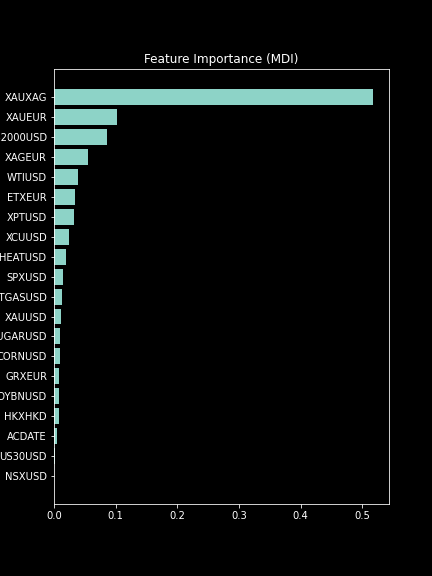 Feature Importance (MDI)
XAUXAG
XAUEUR
2000USD
XAGEUR
WTIUSD
ETXEUR
XPTUSD
XCUUSD
HEATUSD
SPXUSD
TGASUSD
XAUUSD
UGARUSD
CORNUSD
GRXEUR
OYBNUSD
HKXHKD
ACDATE
US30USD
NSXUSD
0.0 0.1 0.2 0.3 0.4 0.5